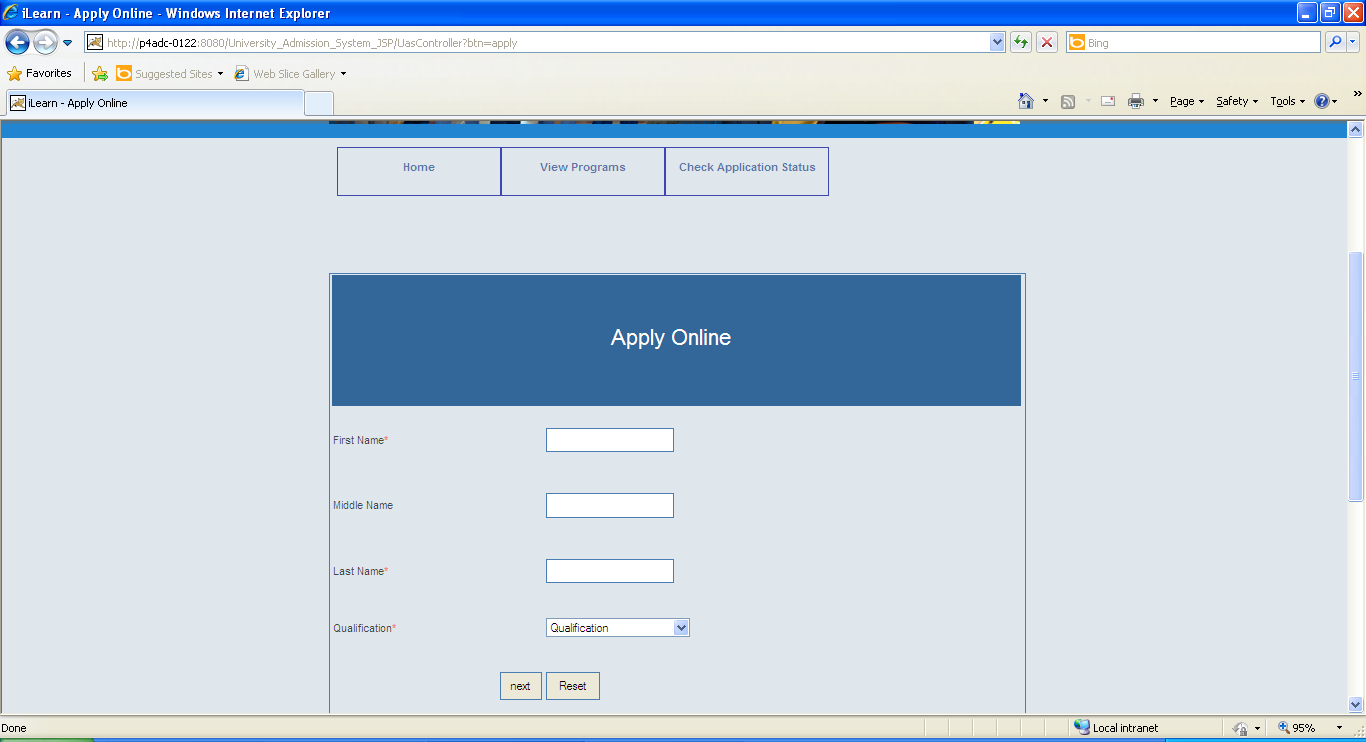 iLearn - Apply Online - Windows Internet Explorer
http://p4adc-0122:8080/University_Admission_System_JSP/UasController?btn=apply
Bing
Favorites
Suggested Sites
Web Slice Gallery
iLearn - Apply Online
Page
Safety
Tools
Home
View Programs
Check Application Status
Apply Online
First Name*
Middle Name
Last Name*
Qualification*
Qualification
next
Reset
Done
Local intranet
95%